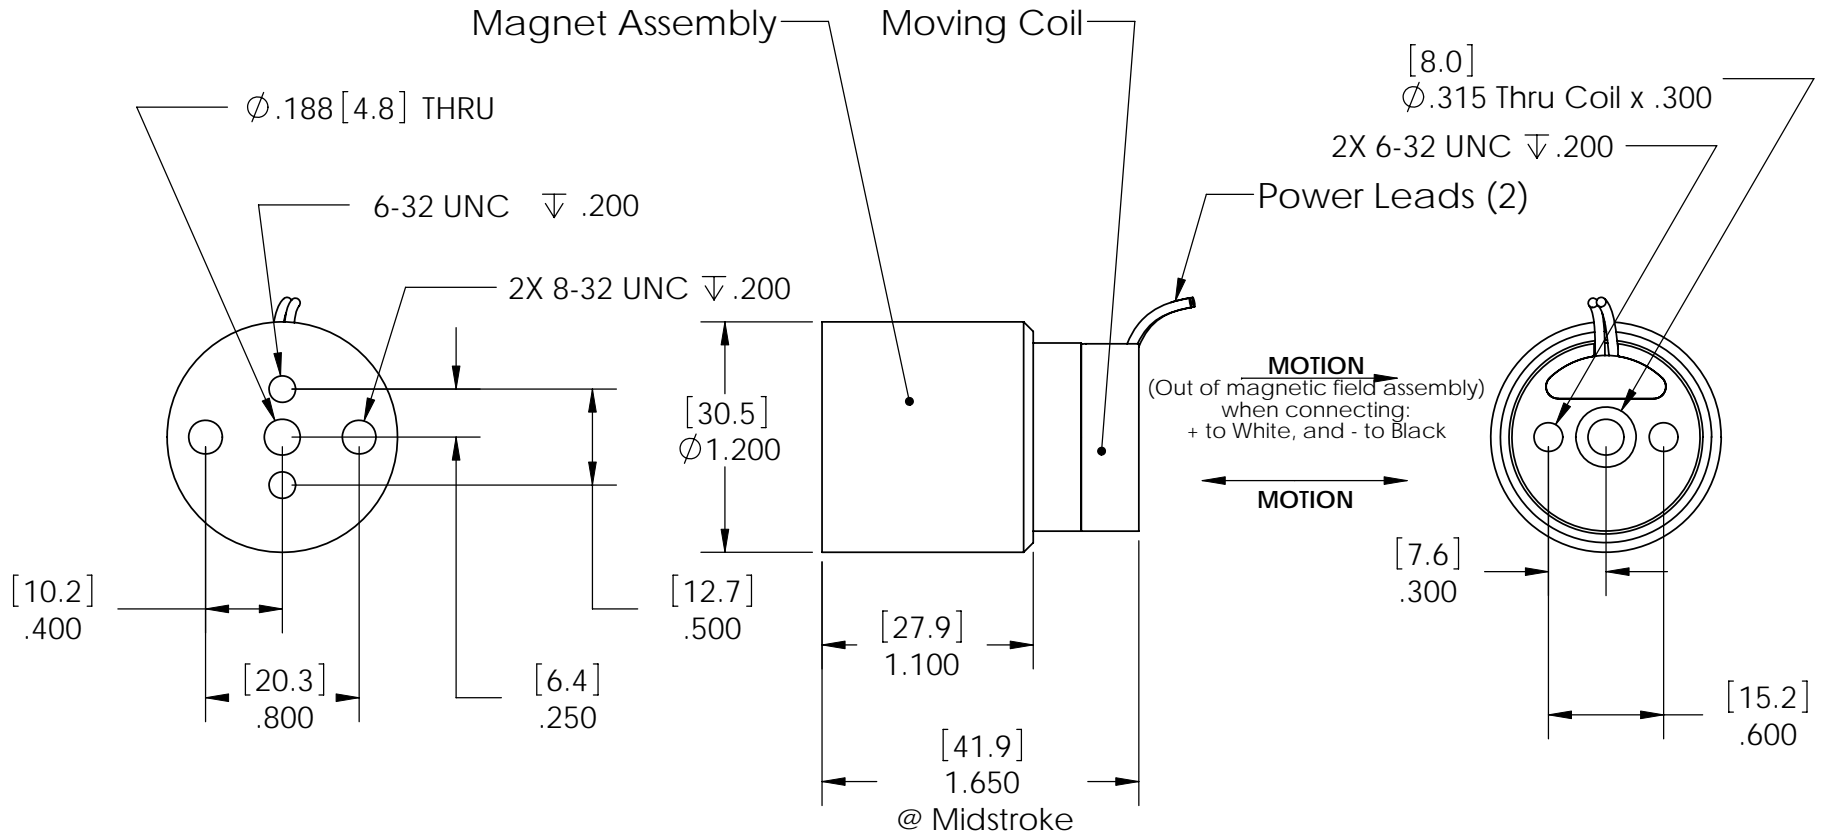 Magnet Assembly
Moving Coil
[8.0]
∅.315 Thru Coil x .300
∅.188[4.8] THRU
2X 6-32 UNC ↧ .200
Power Leads (2)
6-32 UNC ↧ .200
2X 8-32 UNC ↧ .200
MOTION
(Out of magnetic field assembly)
when connecting:
+ to White, and - to Black
[30.5]
∅1.200
MOTION
[10.2]
.400
[12.7]
.500
[27.9]
1.100
[7.6]
.300
[20.3]
.800
[6.4]
.250
[15.2]
.600
[41.9]
1.650
@ Midstroke